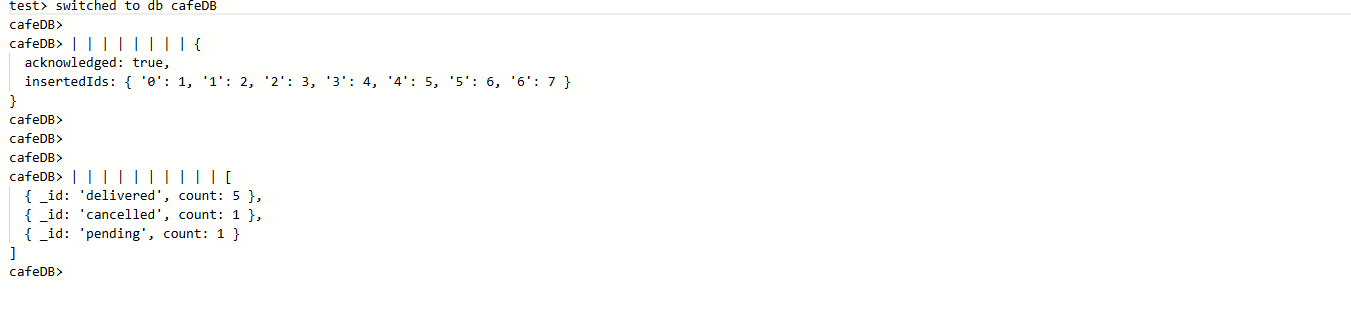 test> switched to db cafeDB
cafeDB>
cafeDB> | | | | | | | | {
  acknowledged: true,
  insertedIds: { '0': 1, '1': 2, '2': 3, '3': 4, '4': 5, '5': 6, '6': 7 }
}
cafeDB>
cafeDB>
cafeDB>
cafeDB> | | | | | | | | | | [
  { _id: 'delivered', count: 5 },
  { _id: 'cancelled', count: 1 },
  { _id: 'pending', count: 1 }
]
cafeDB>